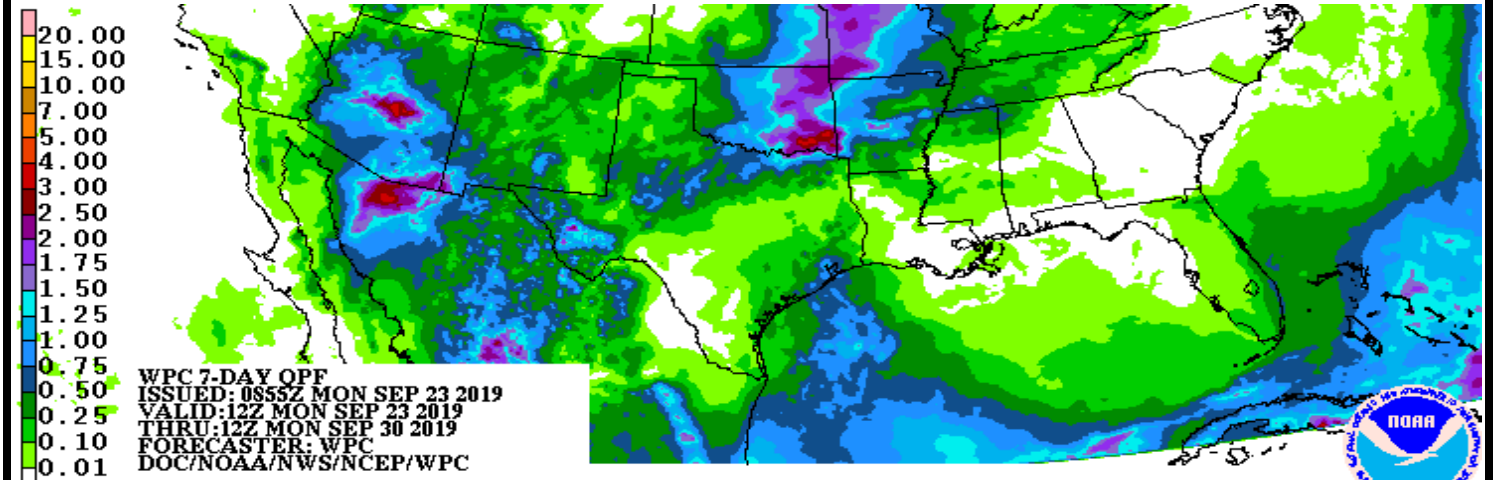 20.00
15.00
10.00
7.00
5.00
4.00
3.00
2.50
2.00
1.75
1.50
1.25
1.00
0.75
0.50
0.25
0.10
0.01
WPC 7-DAY QPF
ISSUED: 0855Z MON SEP 23 2019
VALID:12Z MON SEP 23 2019
THRU:12Z MON SEP 30 2019
FORECASTER: WPC
DOC/NOAA/NWS/NCEP/WPC
NOAA